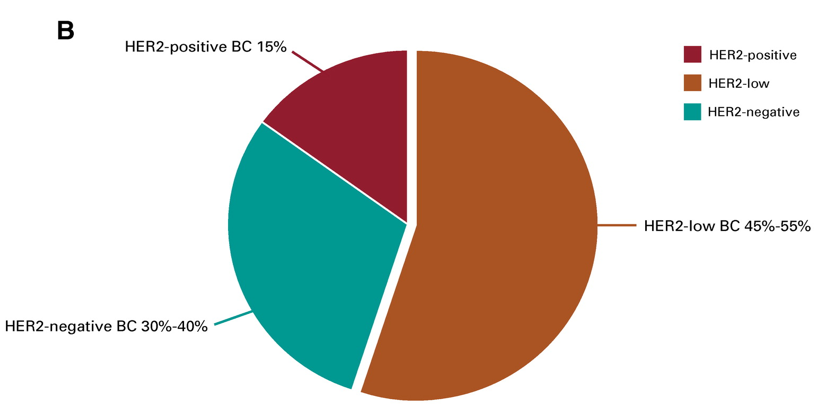 B
HER2-positive BC 15%
HER2-positive
HER2-low
HER2-negative
HER2-low BC 45%-55%
HER2-negative BC 30%-40%